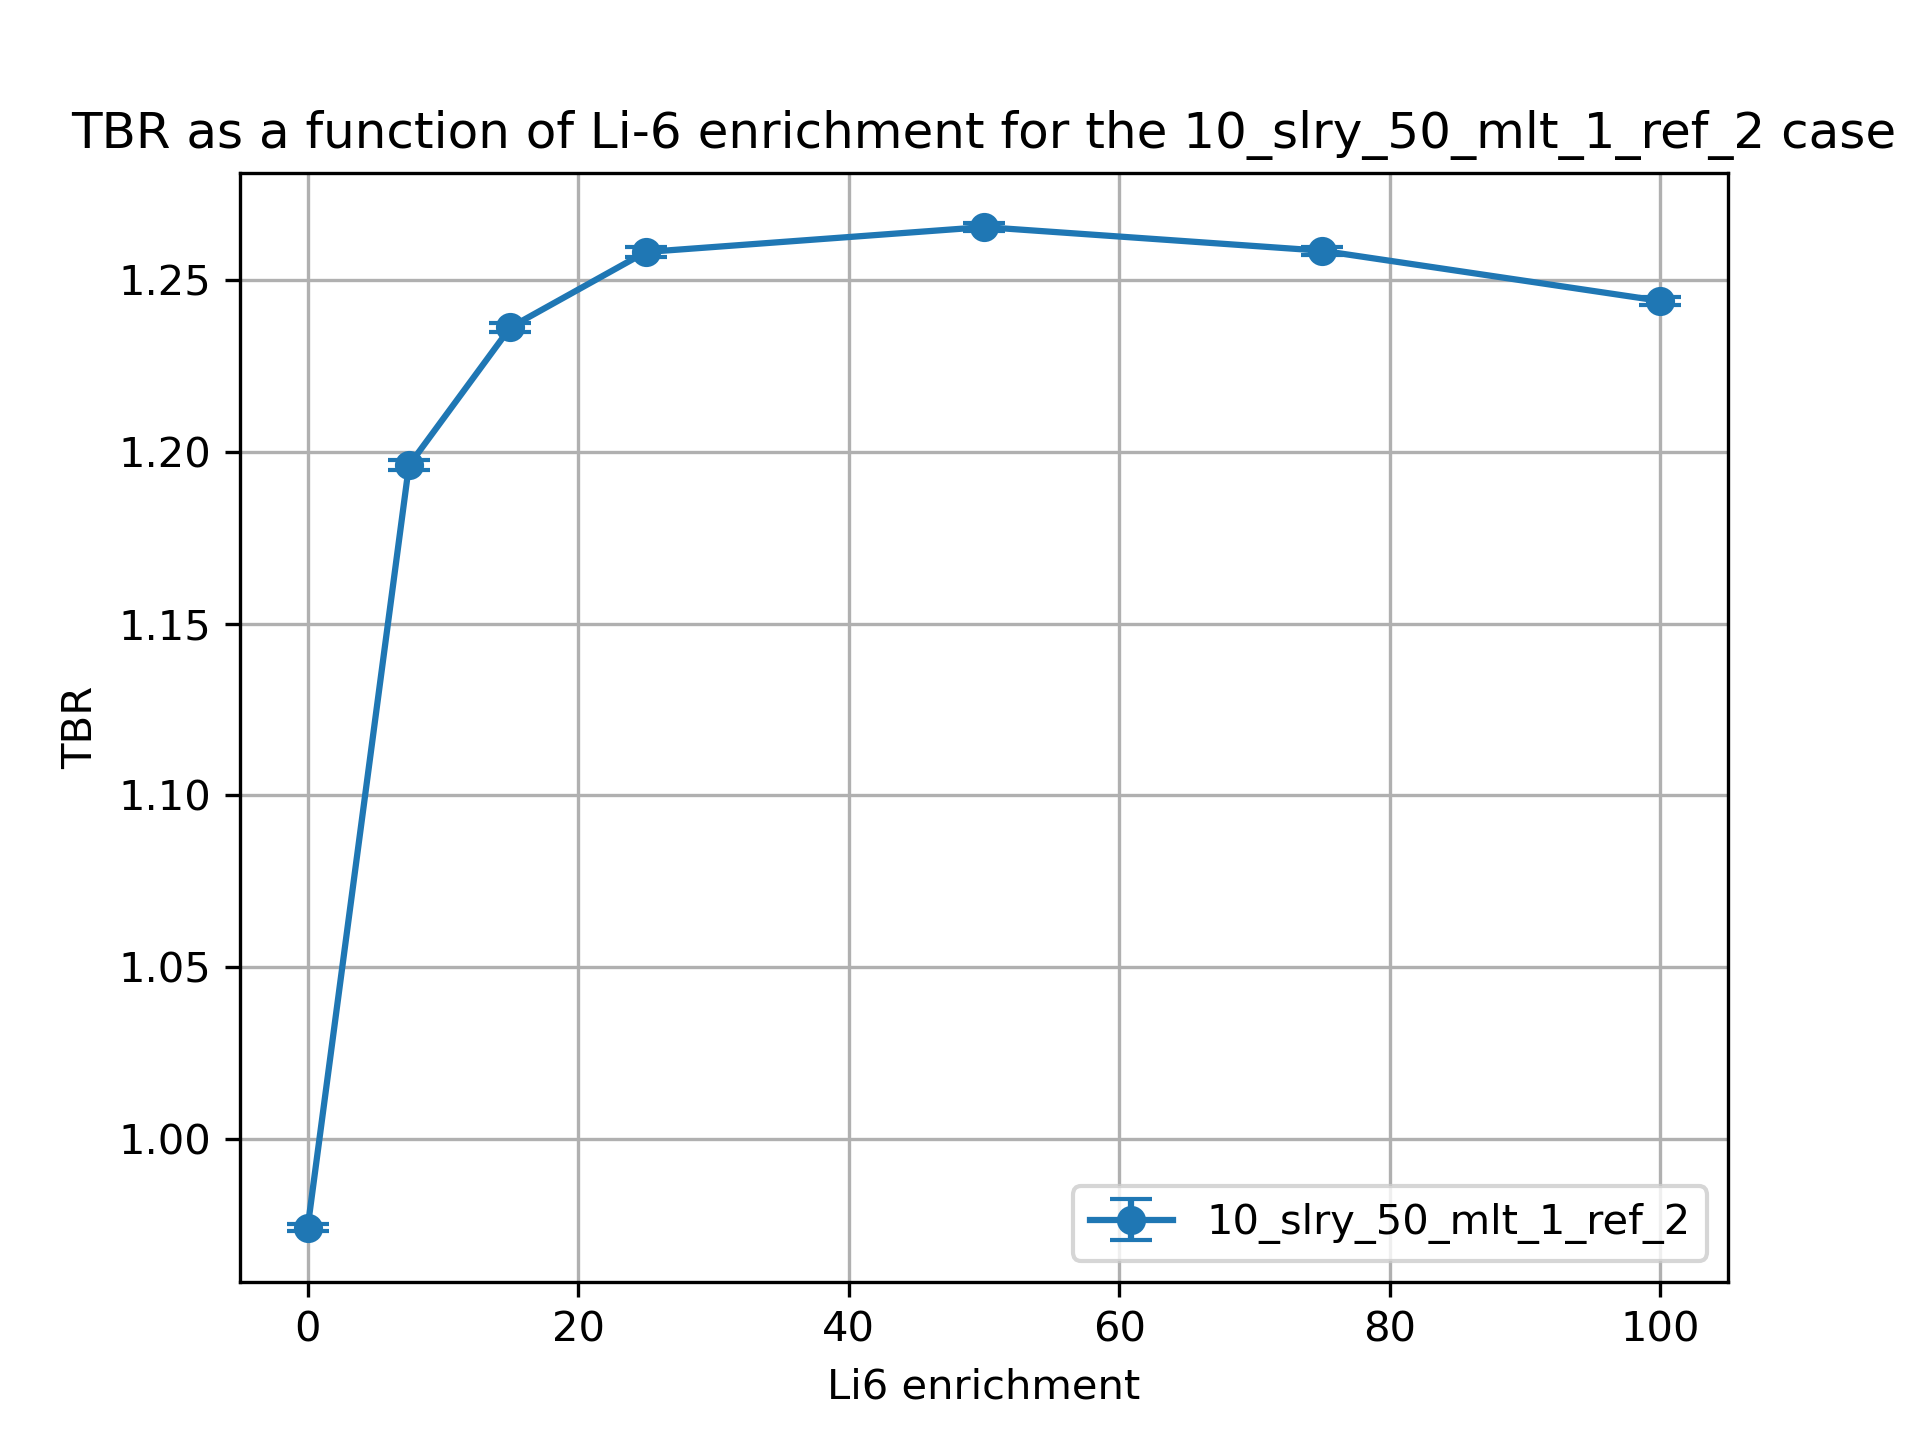 TBR as a function of Li-6 enrichment for the 10_slry_50_mlt_1_ref_2 case
1.25
1.20
1.15
1.10
1.05
1.00
TBR
10_slry_50_mlt_1_ref_2
0 20 40 60 80 100
Li6 enrichment